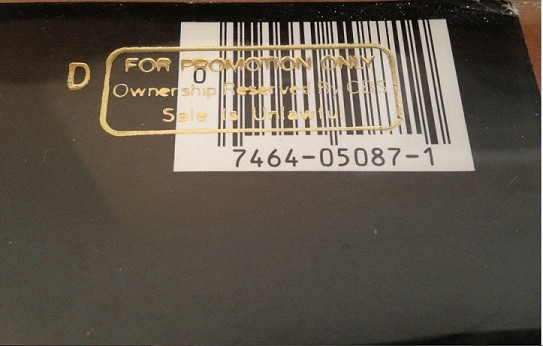 D
FOR PROMOTION ONLY
0
Ownership Reserved By CBS
Sale Is Unlawful
7464-05087-1